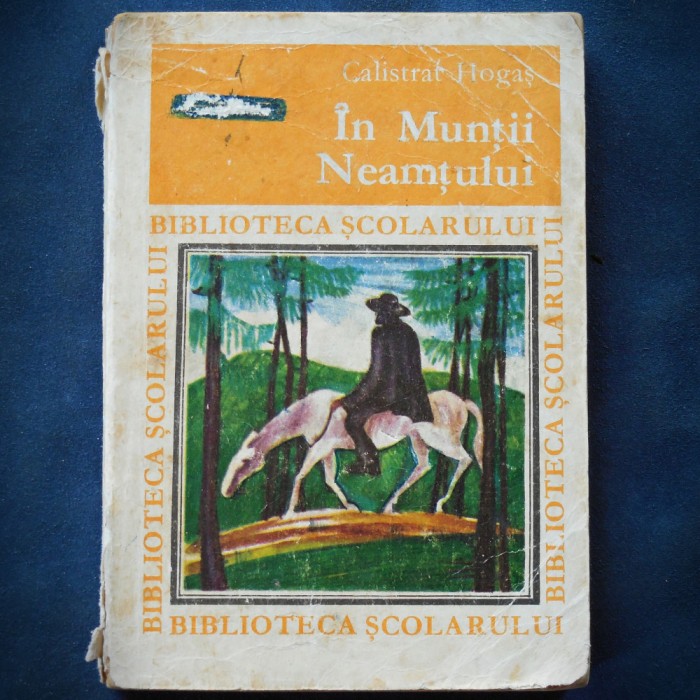 Calistrat Hogaș
În Munții
Neamțului
BIBLIOTECA ȘCOLARULUI
BIBLIOTECA ȘCOLARULUI
BIBLIOTECA ȘCOLARULUI
BIBLIOTECA ȘCOLARULUI